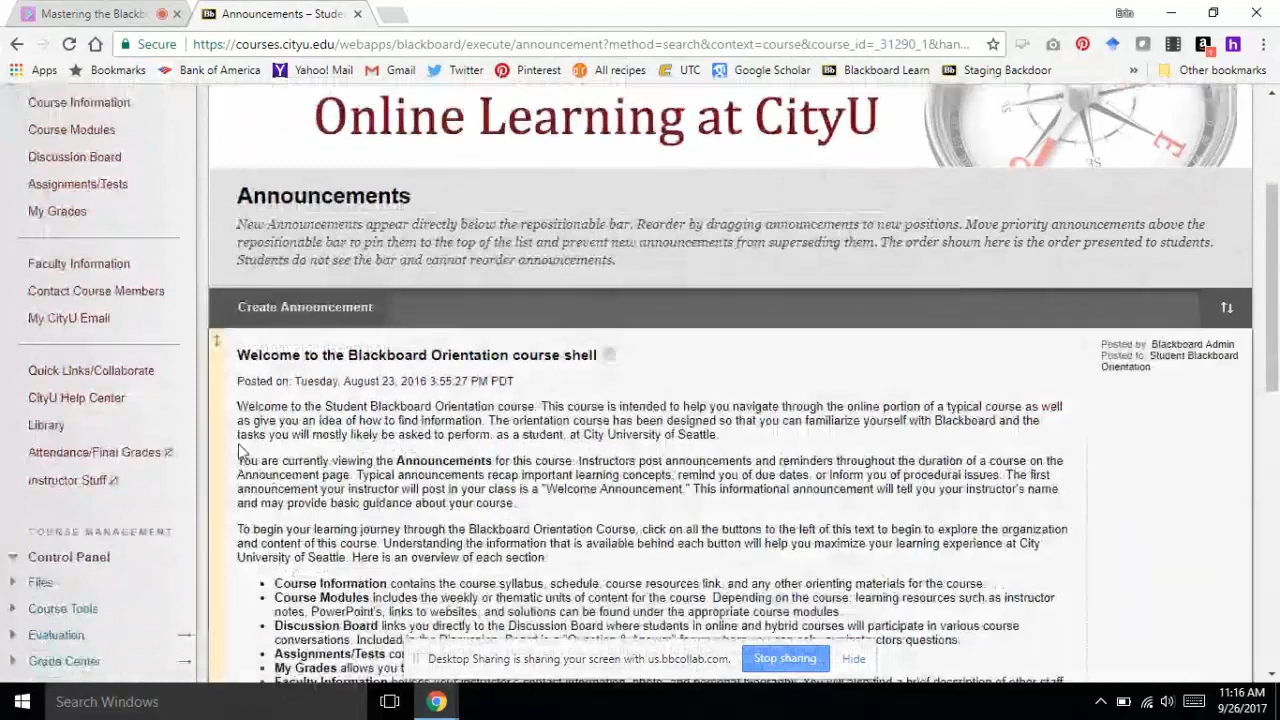 Mastering the Blackb
Announcements – Stude
Erin
Secure
https://courses.cityu.edu/webapps/blackboard/execute/announcement?method=search&context=course&course_id=_31290_1&han...
Apps
Bookmarks
Bank of America
Yahoo! Mail
Gmail
Twitter
Pinterest
All recipes
UTC
Google Scholar
Blackboard Learn
Staging Backdoor
»
Other bookmarks
Course Information
Course Modules
Discussion Board
Assignments/Tests
My Grades
Faculty Information
Contact Course Members
My CityU Email
Quick Links/Collaborate
CityU Help Center
Library
Attendance/Final Grades
Instructor Stuff
COURSE MANAGEMENT
Control Panel
Files
Course Tools
Evaluation
Grade Center
Online Learning at CityU
Announcements
New Announcements appear directly below the repositionable bar. Reorder by dragging announcements to new positions. Move priority announcements above the
repositionable bar to pin them to the top of the list and prevent new announcements from superseding them. The order shown here is the order presented to students.
Students do not see the bar and cannot reorder announcements.
Create Announcement
Welcome to the Blackboard Orientation course shell
Posted on: Tuesday, August 23, 2016 3:55:27 PM PDT
Posted by: Blackboard Admin
Posted to: Student Blackboard
Orientation
Welcome to the Student Blackboard Orientation course. This course is intended to help you navigate through the online portion of a typical course as well
as give you an idea of how to find information. The orientation course has been designed so that you can familiarize yourself with Blackboard and the
tasks you will mostly likely be asked to perform, as a student, at City University of Seattle.
You are currently viewing the Announcements for this course. Instructors post announcements and reminders throughout the duration of a course on the
Announcement page. Typical announcements recap important learning concepts, remind you of due dates, or inform you of procedural issues. The first
announcement your instructor will post in your class is a "Welcome Announcement." This informational announcement will tell you your instructor's name
and may provide basic guidance about your course.
To begin your learning journey through the Blackboard Orientation Course, click on all the buttons to the left of this text to begin to explore the organization
and content of this course. Understanding the information that is available behind each button will help you maximize your learning experience at City
University of Seattle. Here is an overview of each section
Course Information contains the course syllabus, schedule, course resources link, and any other orienting materials for the course.
Course Modules includes the weekly or thematic units of content for the course. Depending on the course, learning resources such as instructor
notes, PowerPoint's, links to websites, and solutions can be found under the appropriate course modules.
Discussion Board links you directly to the Discussion Board where students in online and hybrid courses will participate in various course
conversations. Included in the Discussion Board is a "Question & Answer" forum
Assignments/Tests
My Grades allows you t
Desktop Sharing is sharing your screen with us.bbcollab.com.
Stop sharing
Hide
Search Windows
11:16 AM
9/26/2017